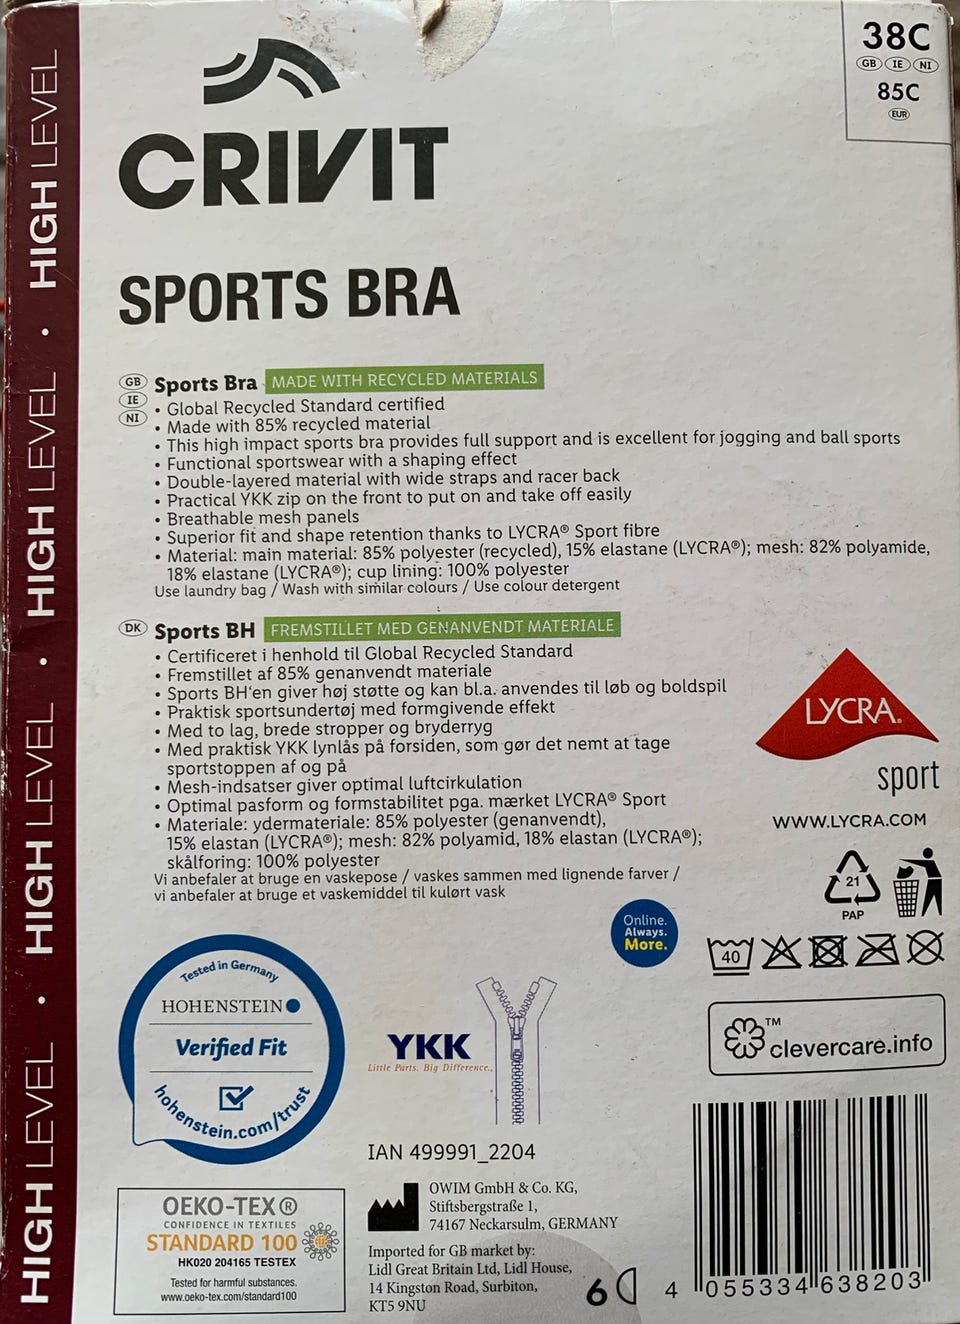 HIGH LEVEL · HIGH LEVEL · HIGH LEVEL · HIGH LEVEL
38C
GB IE NI
85C
EUR
CRIVIT
SPORTS BRA
GB IE NI Sports Bra MADE WITH RECYCLED MATERIALS
• Global Recycled Standard certified
• Made with 85% recycled material
• This high impact sports bra provides full support and is excellent for jogging and ball sports
• Functional sportswear with a shaping effect
• Double-layered material with wide straps and racer back
• Practical YKK zip on the front to put on and take off easily
• Breathable mesh panels
• Superior fit and shape retention thanks to LYCRA® Sport fibre
• Material: main material: 85% polyester (recycled), 15% elastane (LYCRA®); mesh: 82% polyamide,
18% elastane (LYCRA®); cup lining: 100% polyester
Use laundry bag / Wash with similar colours / Use colour detergent
DK Sports BH FREMSTILLET MED GENANVENDT MATERIALE
• Certificeret i henhold til Global Recycled Standard
• Fremstillet af 85% genanvendt materiale
• Sports BH'en giver høj støtte og kan bl.a. anvendes til løb og boldspil
• Praktisk sportsundertøj med formgivende effekt
• Med to lag, brede stropper og bryderryg
• Med praktisk YKK lynlås på forsiden, som gør det nemt at tage
sportstoppen af og på
• Mesh-indsatser giver optimal luftcirkulation
• Optimal pasform og formstabilitet pga. mærket LYCRA® Sport
• Materiale: ydermateriale: 85% polyester (genanvendt),
15% elastan (LYCRA®); mesh: 82% polyamid, 18% elastan (LYCRA®);
skålforing: 100% polyester
Vi anbefaler at bruge en vaskepose / vaskes sammen med lignende farver /
vi anbefaler at bruge et vaskemiddel til kulørt vask
LYCRA®
sport
WWW.LYCRA.COM
21
PAP
Online.
Always.
More.
40
™
clevercare.info
Tested in Germany
HOHENSTEIN
Verified Fit
hohenstein.com/trust
YKK
Little Parts. Big Difference.
IAN 499991_2204
OWIM GmbH & Co. KG,
Stiftsbergstraße 1,
74167 Neckarsulm, GERMANY
Imported for GB market by:
Lidl Great Britain Ltd, Lidl House,
14 Kingston Road, Surbiton,
KT5 9NU
OEKO-TEX®
CONFIDENCE IN TEXTILES
STANDARD 100
HK020 204165 TESTEX
Tested for harmful substances.
www.oeko-tex.com/standard100
6
4 055334 638203